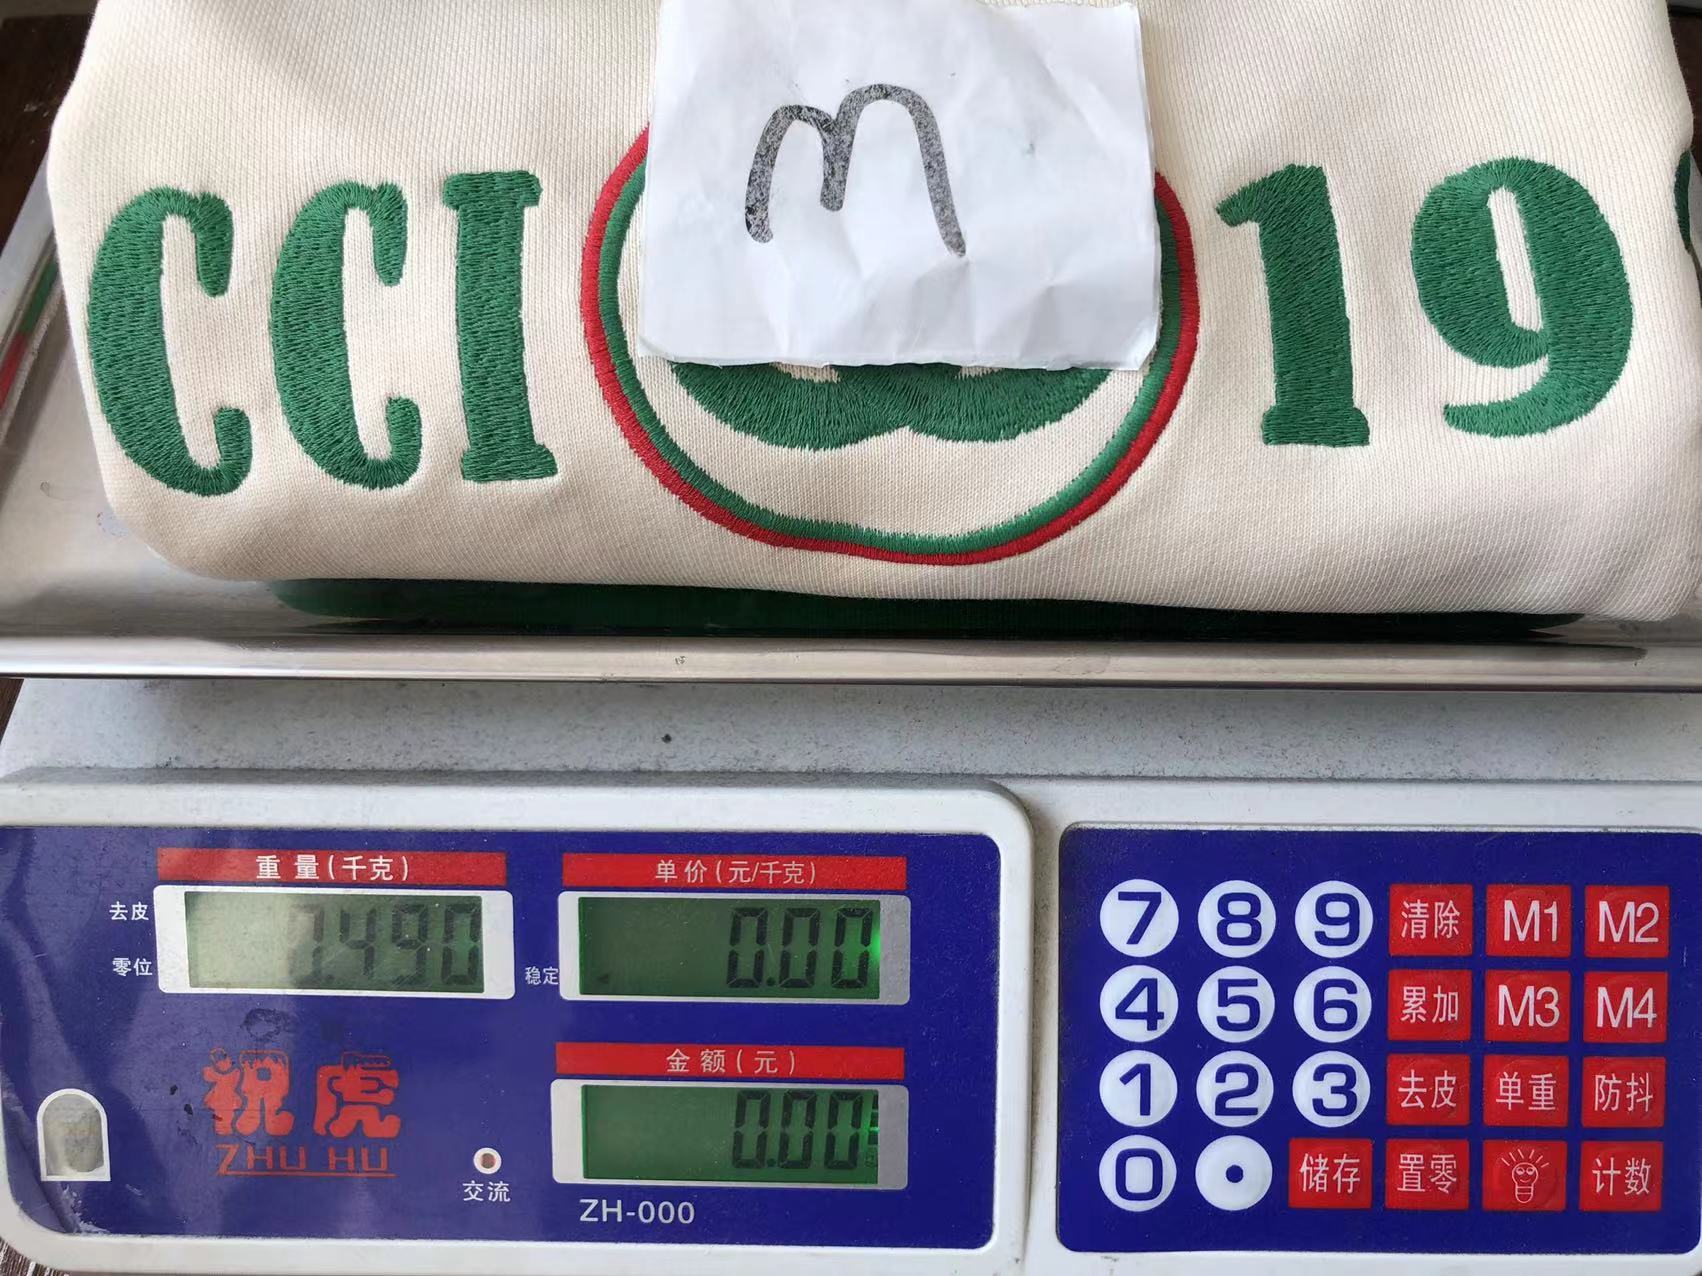 m
CCI 19
重量(千克)
单价(元/千克)
去皮
零位
0.490
稳定
0.00
金额(元)
0.00
祝虎
ZHU HU
交流
ZH-000
7 8 9 清除 M1 M2
4 5 6 累加 M3 M4
1 2 3 去皮 单重 防抖
0 • 储存 置零 计数